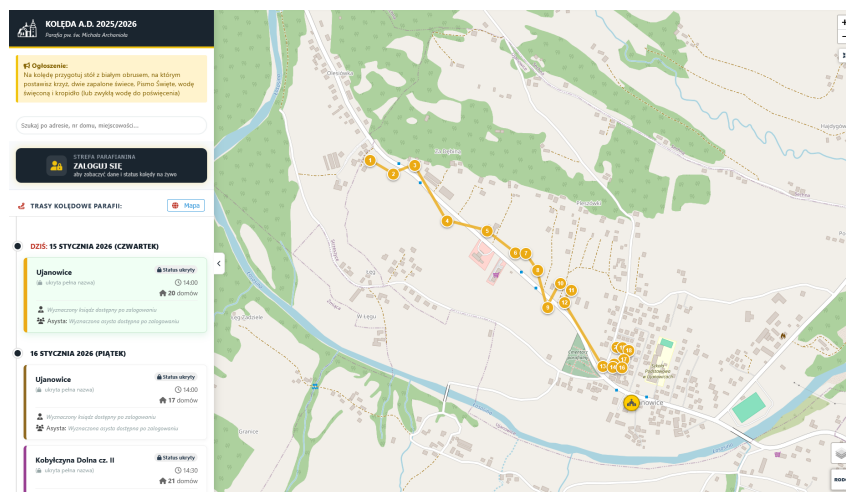 KOLĘDA A.D. 2025/2026
Parafia pw. św. Michała Archanioła
Ogłoszenie:
Na kolędę przygotuj stół z białym obrusem, na którym
postawisz krzyż, dwie zapalone świece, Pismo Święte, wodę
święconą i kropidło (lub zwykłą wodę do poświęcenia)
Szukaj po adresie, nr domu, miejscowości...
STREFA PARAFIANINA
ZALOGUJ SIĘ
aby zobaczyć dane i status kolędy na żywo
TRASY KOLĘDOWE PARAFII:
Mapa
DZIŚ: 15 STYCZNIA 2026 (CZWARTEK)
Ujanowice
Status ukryty
ukryta pełna nazwa)
14:00
20 domów
Wyznaczony ksiądz dostępny po zalogowaniu
Asysta: Wyznaczona asysta dostępna po zalogowaniu
16 STYCZNIA 2026 (PIĄTEK)
Ujanowice
Status ukryty
ukryta pełna nazwa)
14:00
17 domów
Wyznaczony ksiądz dostępny po zalogowaniu
Asysta: Wyznaczona asysta dostępna po zalogowaniu
Kobyłczyna Dolna cz. II
Status ukryty
ukryta pełna nazwa)
14:30
21 domów
1
2
3
4
5
6
7
8
9
10
11
12
13
14
16
Pieczówki
W Łęgu
Granice